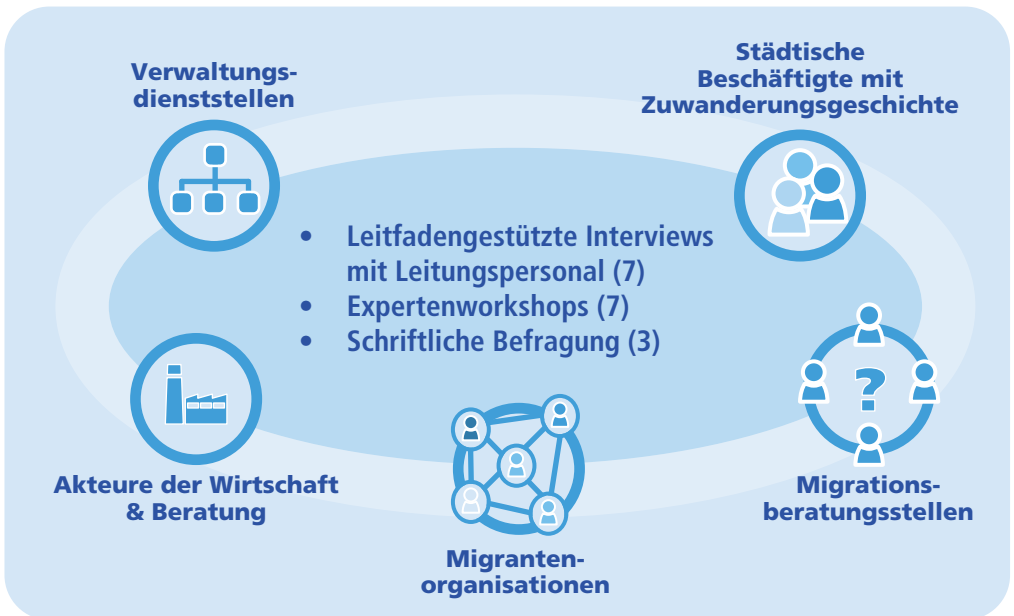 Verwaltungs-
dienststellen
Städtische
Beschäftigte mit
Zuwanderungsgeschichte
• Leitfadengestützte Interviews
mit Leitungspersonal (7)
• Expertenworkshops (7)
• Schriftliche Befragung (3)
?
Akteure der Wirtschaft
& Beratung
Migrations-
beratungsstellen
Migranten-
organisationen